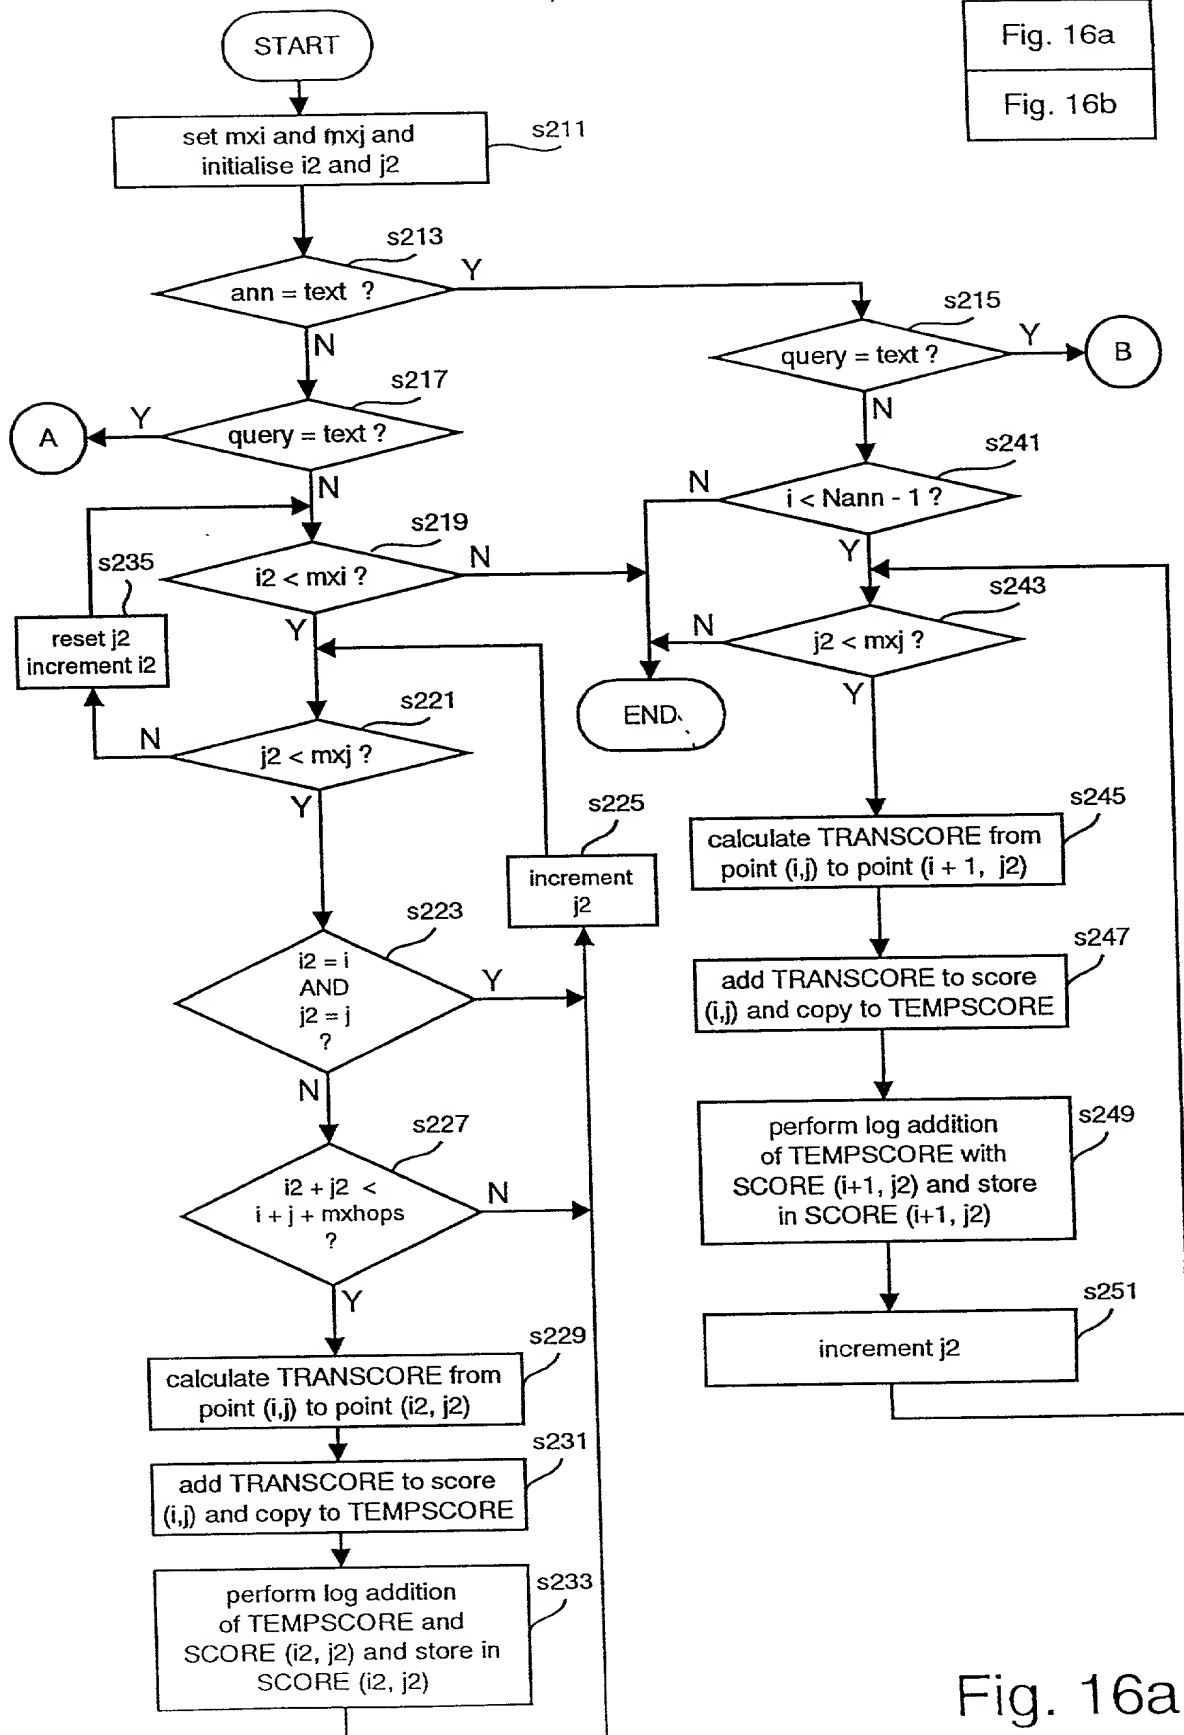 START
Fig. 16a
Fig. 16b
set mxi and mxj and
initialise i2 and j2
s211
s213
ann = text ?
Y
N
s215
query = text ?
Y
B
N
s217
query = text ?
Y
A
N
s241
i < Nann - 1 ?
N
Y
s219
i2 < mxi ?
N
Y
s235
reset j2
increment i2
s243
j2 < mxj ?
N
Y
END
s221
j2 < mxj ?
N
Y
s225
increment
j2
s245
calculate TRANSCORE from
point (i,j) to point (i + 1, j2)
s223
i2 = i
AND
j2 = j
?
Y
N
s247
add TRANSCORE to score
(i,j) and copy to TEMPSCORE
s227
i2 + j2 <
i + j + mxhops
?
N
Y
s249
perform log addition
of TEMPSCORE with
SCORE (i+1, j2) and store
in SCORE (i+1, j2)
s251
increment j2
s229
calculate TRANSCORE from
point (i,j) to point (i2, j2)
s231
add TRANSCORE to score
(i,j) and copy to TEMPSCORE
s233
perform log addition
of TEMPSCORE and
SCORE (i2, j2) and store in
SCORE (i2, j2)
Fig. 16a